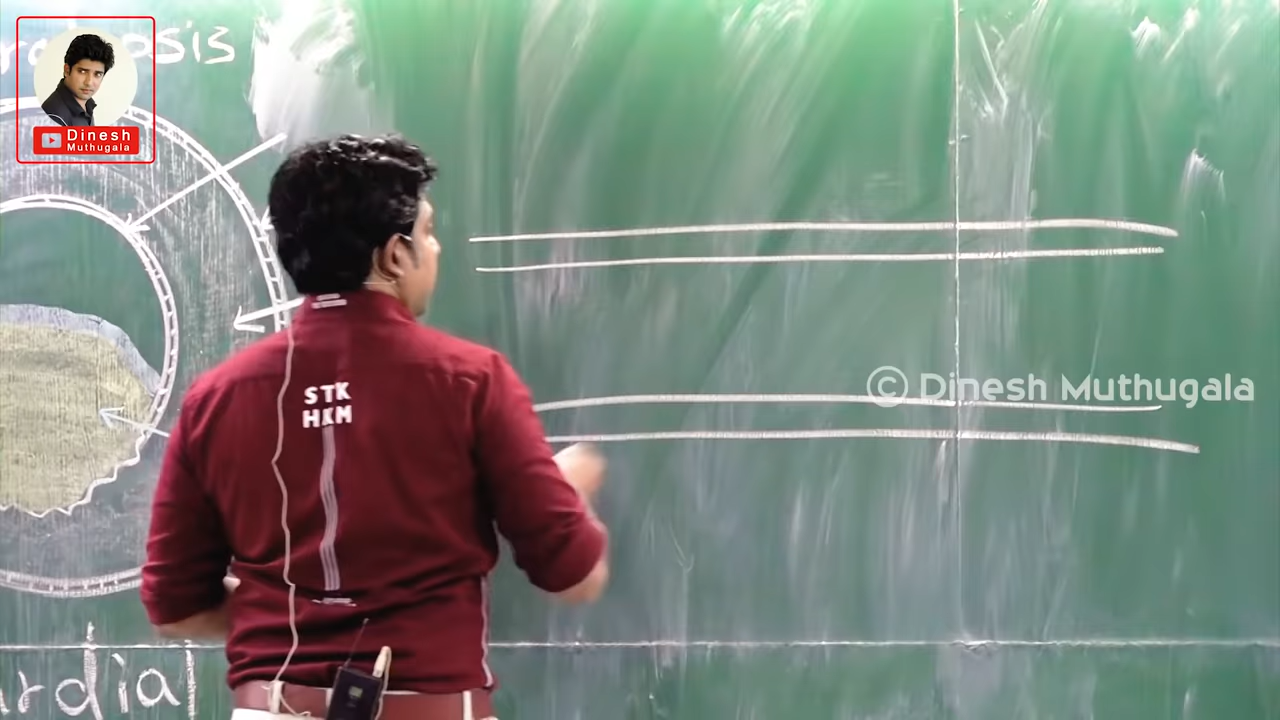 osis
Dinesh
Muthugala
STK
HKM
© Dinesh Muthugala
rdial